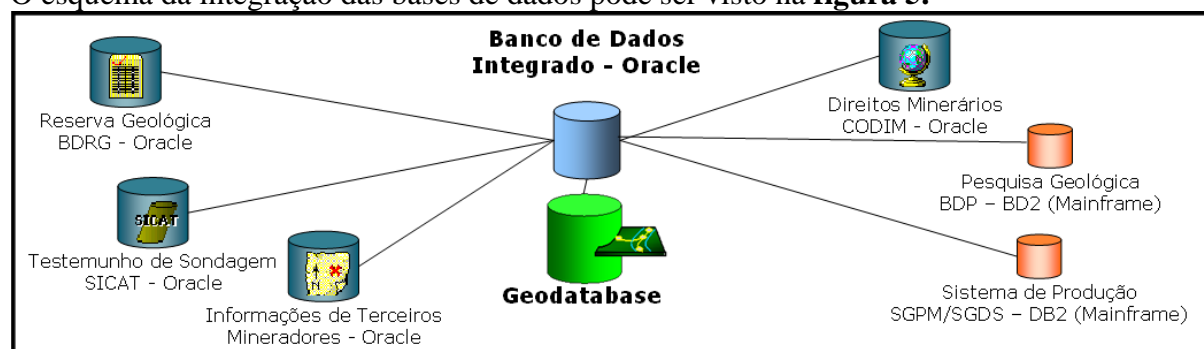 O esquema da integração das bases de dados pode ser visto na figura 5.
Banco de Dados
Integrado - Oracle
Reserva Geológica
BDRG - Oracle
Direitos Minerários
CODIM - Oracle
Pesquisa Geológica
BDP – BD2 (Mainframe)
SICAT
Testemunho de Sondagem
SICAT - Oracle
N
Informações de Terceiros
Mineradores - Oracle
Geodatabase
Sistema de Produção
SGPM/SGDS – DB2 (Mainframe)